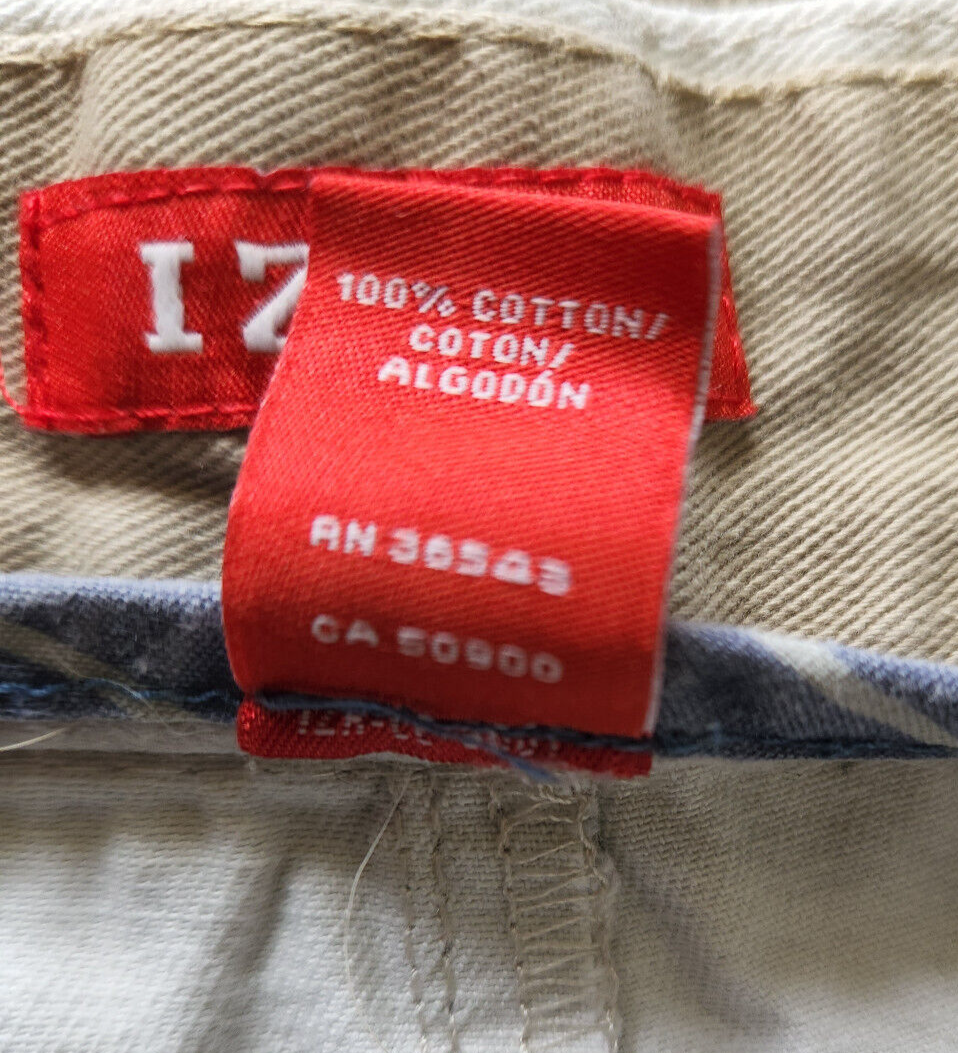 IZ
100% COTTON/
COTON/
ALGODÓN
RN 36543
CA 50900